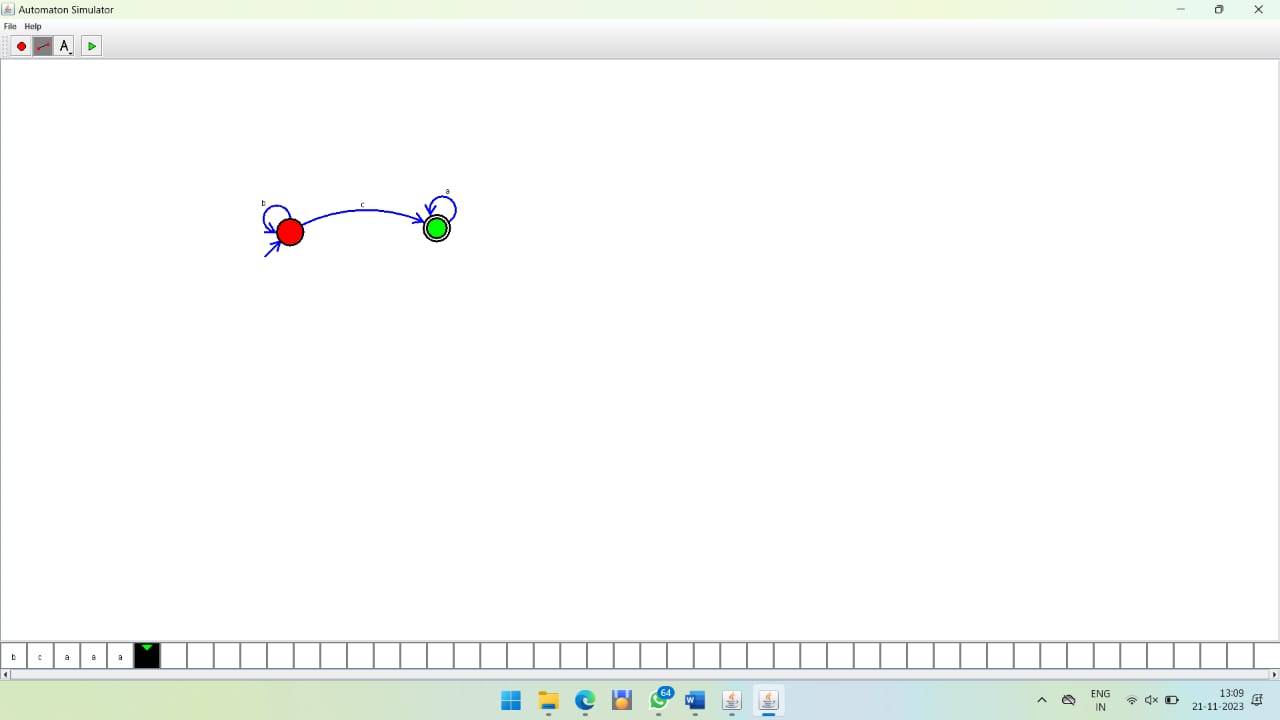 Automaton Simulator
File Help
A
a
b
c
b c a a a
64
W
ENG
IN
13:09
21-11-2023